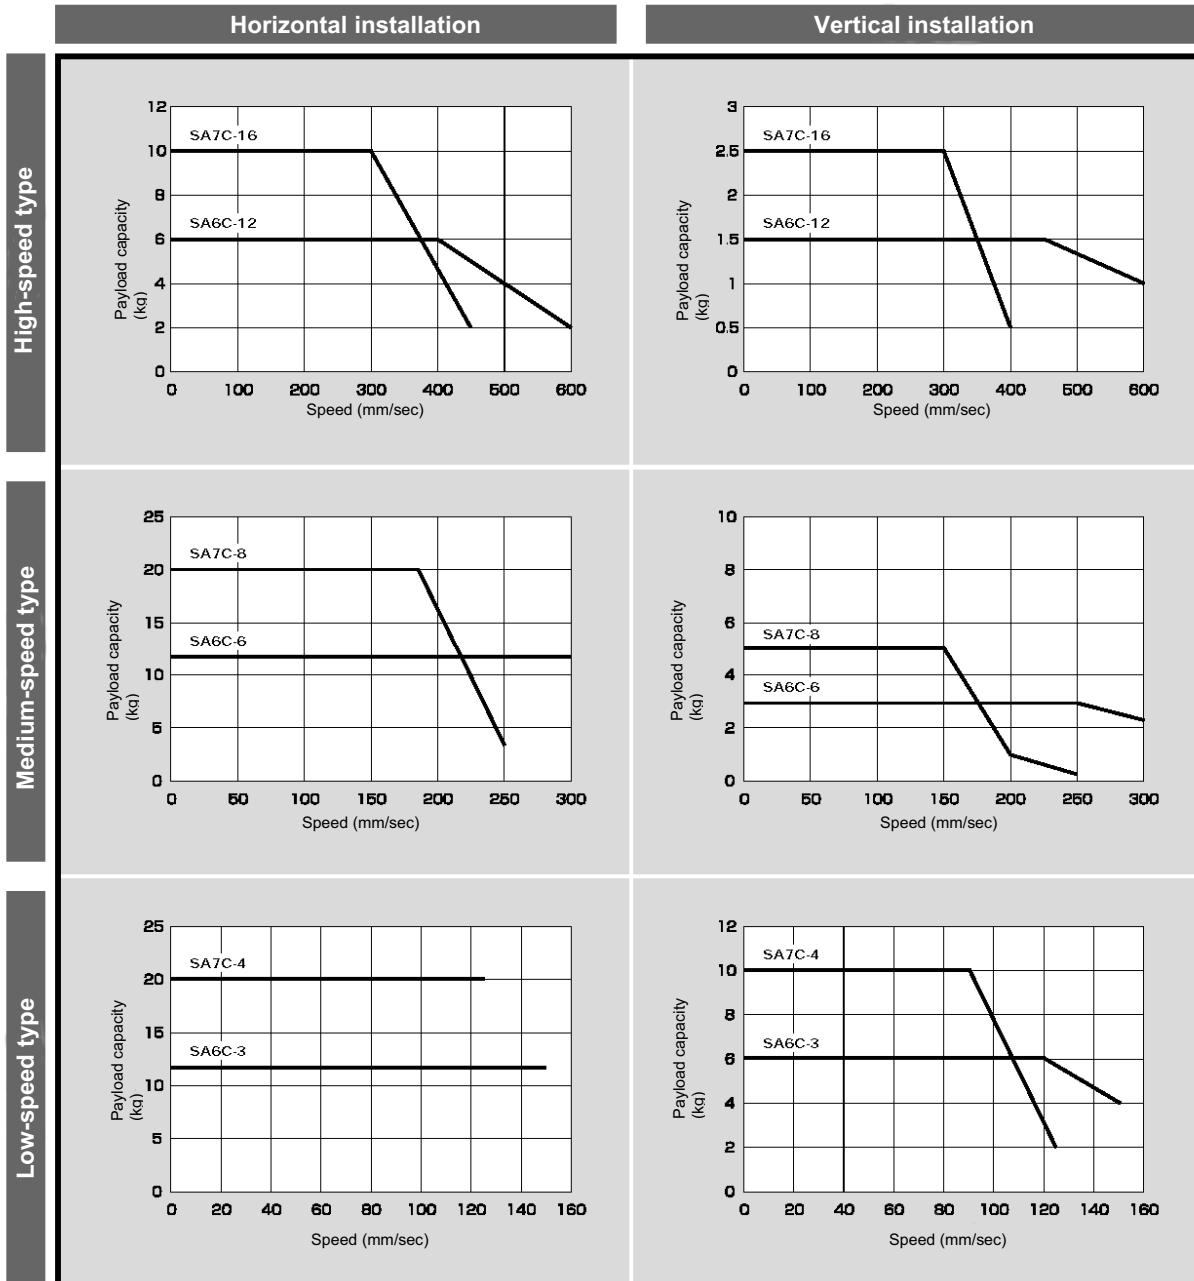 Horizontal installation
Vertical installation
High-speed type
12
10
8
6
4
2
0
SA7C-16
SA6C-12
Payload capacity
(kg)
0 100 200 300 400 500 600
Speed (mm/sec)
3
2.5
2
1.5
1
0.5
0
SA7C-16
SA6C-12
Payload capacity
(kg)
0 100 200 300 400 500 600
Speed (mm/sec)
Medium-speed type
25
20
15
10
5
0
SA7C-8
SA6C-6
Payload capacity
(kg)
0 50 100 150 200 250 300
Speed (mm/sec)
10
8
6
4
2
0
SA7C-8
SA6C-6
Payload capacity
(kg)
0 50 100 150 200 250 300
Speed (mm/sec)
Low-speed type
25
20
15
10
5
0
SA7C-4
SA6C-3
Payload capacity
(kg)
0 20 40 60 80 100 120 140 160
Speed (mm/sec)
12
10
8
6
4
2
0
SA7C-4
SA6C-3
Payload capacity
(kg)
0 20 40 60 80 100 120 140 160
Speed (mm/sec)